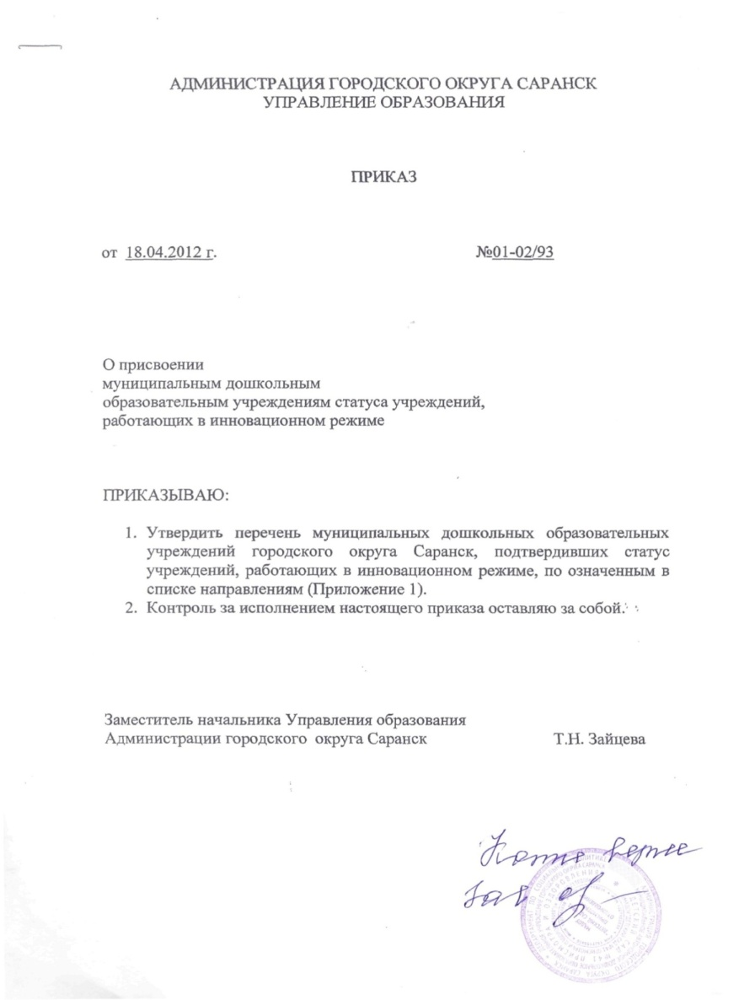 АДМИНИСТРАЦИЯ ГОРОДСКОГО ОКРУГА САРАНСК
УПРАВЛЕНИЕ ОБРАЗОВАНИЯ
ПРИКАЗ
от 18.04.2012 г. №01-02/93
О присвоении
муниципальным дошкольным
образовательным учреждениям статуса учреждений,
работающих в инновационном режиме
ПРИКАЗЫВАЮ:
1. Утвердить перечень муниципальных дошкольных образовательных
учреждений городского округа Саранск, подтвердивших статус
учреждений, работающих в инновационном режиме, по означенным в
списке направлениям (Приложение 1).
2. Контроль за исполнением настоящего приказа оставляю за собой.
Заместитель начальника Управления образования
Администрации городского округа Саранск Т.Н. Зайцева
Копия верна
Зав